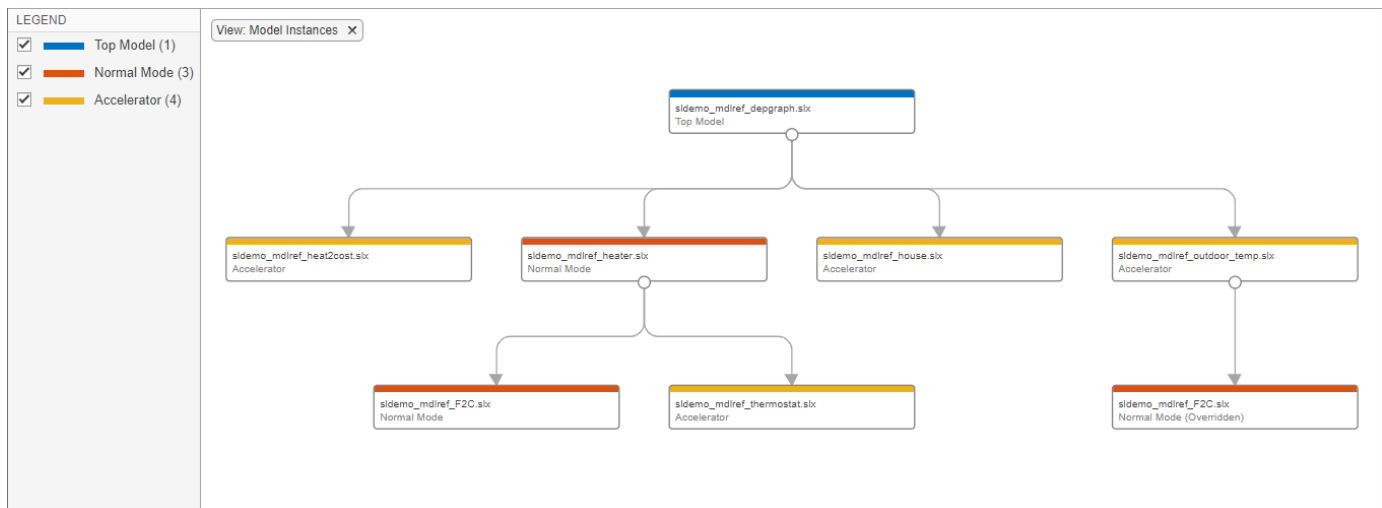 LEGEND
Top Model (1)
Normal Mode (3)
Accelerator (4)
View: Model Instances ×
sldemo_mdlref_depgraph.slx
Top Model
sldemo_mdlref_heat2cost.slx
Accelerator
sldemo_mdlref_heater.slx
Normal Mode
sldemo_mdlref_house.slx
Accelerator
sldemo_mdlref_outdoor_temp.slx
Accelerator
sldemo_mdlref_F2C.slx
Normal Mode
sldemo_mdlref_thermostat.slx
Accelerator
sldemo_mdlref_F2C.slx
Normal Mode (Overridden)